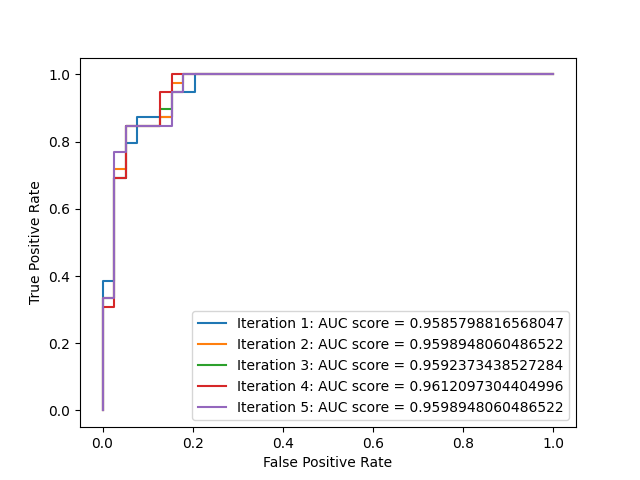 1.0
0.8
0.6
0.4
0.2
0.0
True Positive Rate
Iteration 1: AUC score = 0.9585798816568047
Iteration 2: AUC score = 0.9598948060486522
Iteration 3: AUC score = 0.9592373438527284
Iteration 4: AUC score = 0.9612097304404996
Iteration 5: AUC score = 0.9598948060486522
0.0 0.2 0.4 0.6 0.8 1.0
False Positive Rate